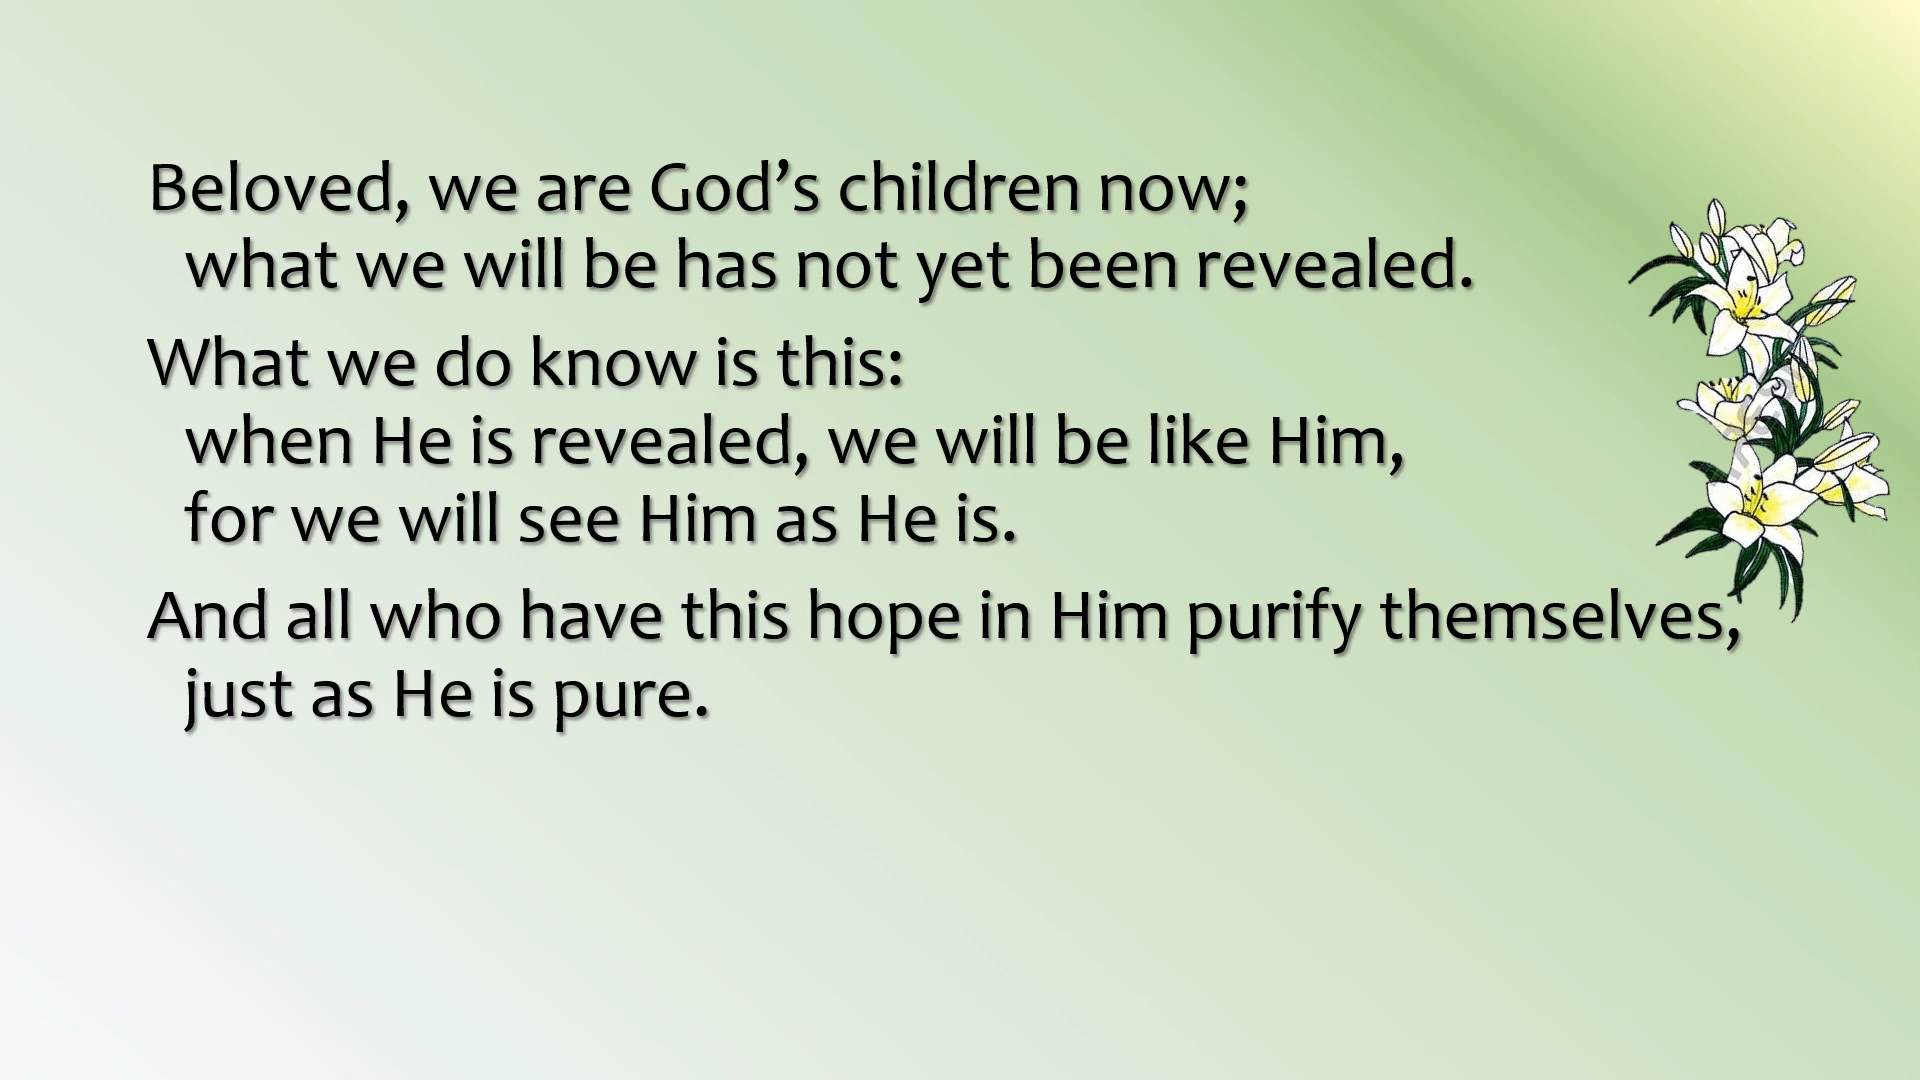 Beloved, we are God’s children now;
what we will be has not yet been revealed.
What we do know is this:
when He is revealed, we will be like Him,
for we will see Him as He is.
And all who have this hope in Him purify themselves,
just as He is pure.